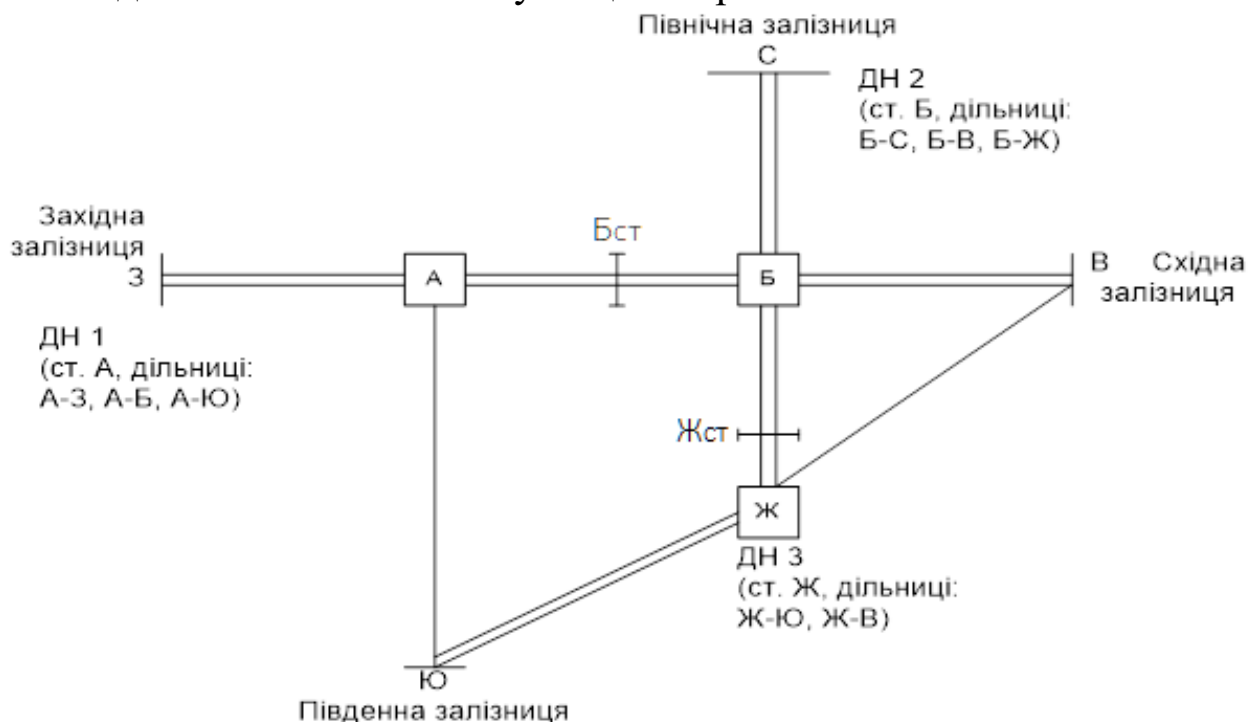 Північна залізниця
С
ДН 2
(ст. Б, дільниці:
Б-С, Б-В, Б-Ж)
Західна
залізниця
З
Бст
А
Б
В Східна
залізниця
ДН 1
(ст. А, дільниці:
А-З, А-Б, А-Ю)
Жст
Ж
ДН 3
(ст. Ж, дільниці:
Ж-Ю, Ж-В)
Ю
Південна залізниця